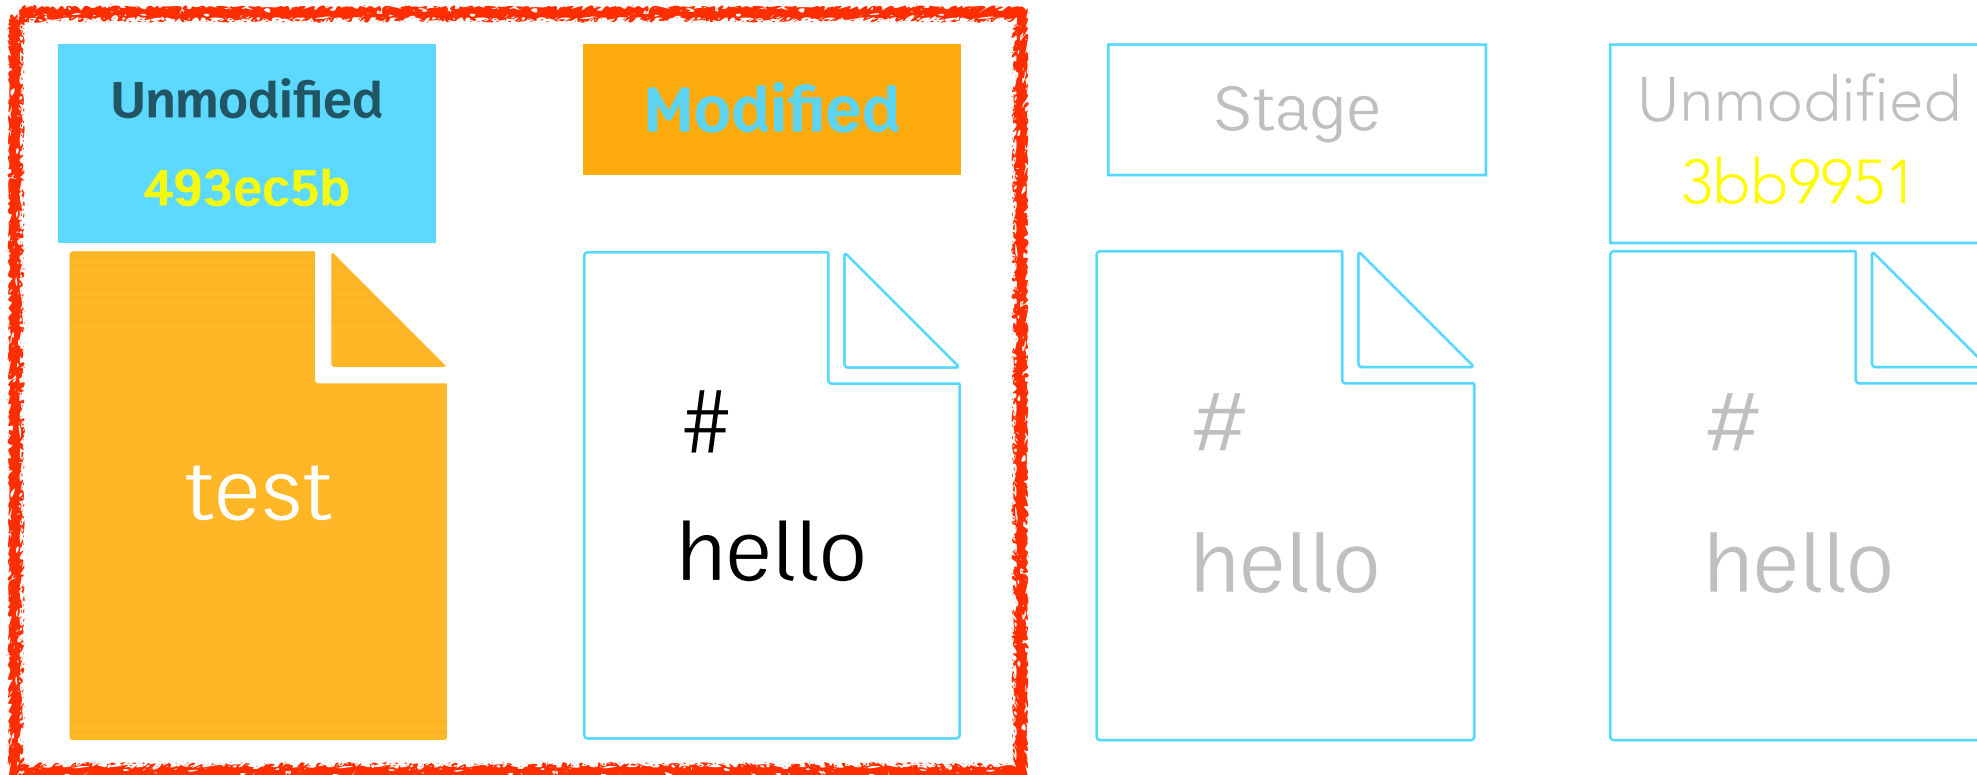 Unmodified
493ec5b
Modified
Stage
Unmodified
3bb9951
test
#
hello
#
hello
#
hello